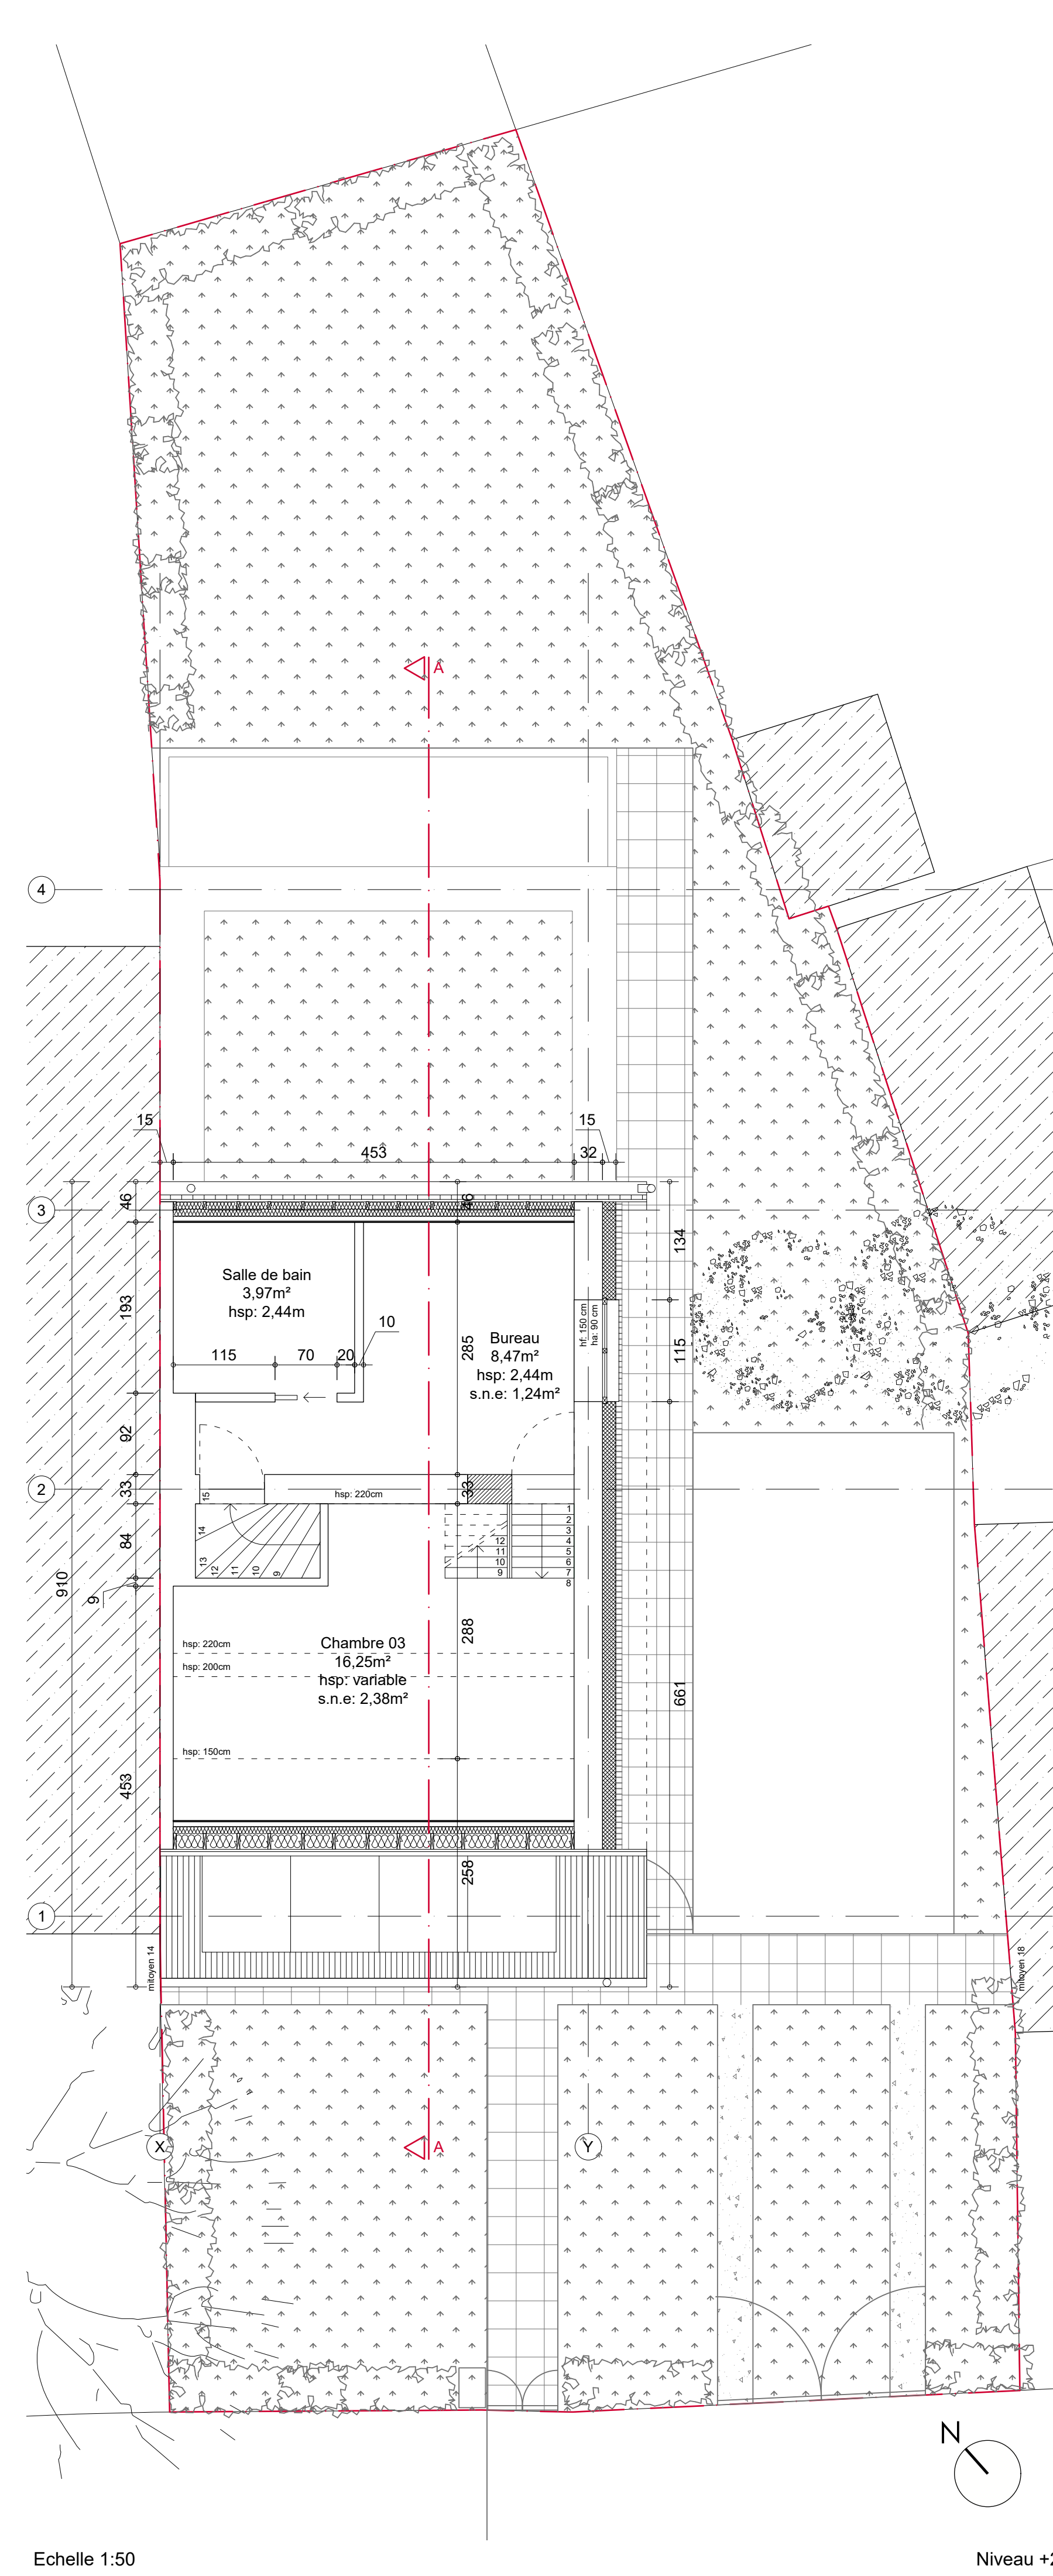 A
4
15
453
32
15
46
46
3
134
Salle de bain
3,97m²
hsp: 2,44m
193
10
285
Bureau
8,47m²
hsp: 2,44m
s.n.e: 1,24m²
hf: 150 cm
ha: 90 cm
115
115
70
20
92
2
33
33
15
hsp: 220cm
14
13
12
11
10
9
12
11
10
9
1
2
3
4
5
6
7
8
84
910
9
288
hsp: 220cm
hsp: 200cm
Chambre 03
16,25m²
hsp: variable
s.n.e: 2,38m²
661
hsp: 150cm
453
258
1
mitoyen 14
mitoyen 18
X
A
Y
N
Echelle 1:50
Niveau +2